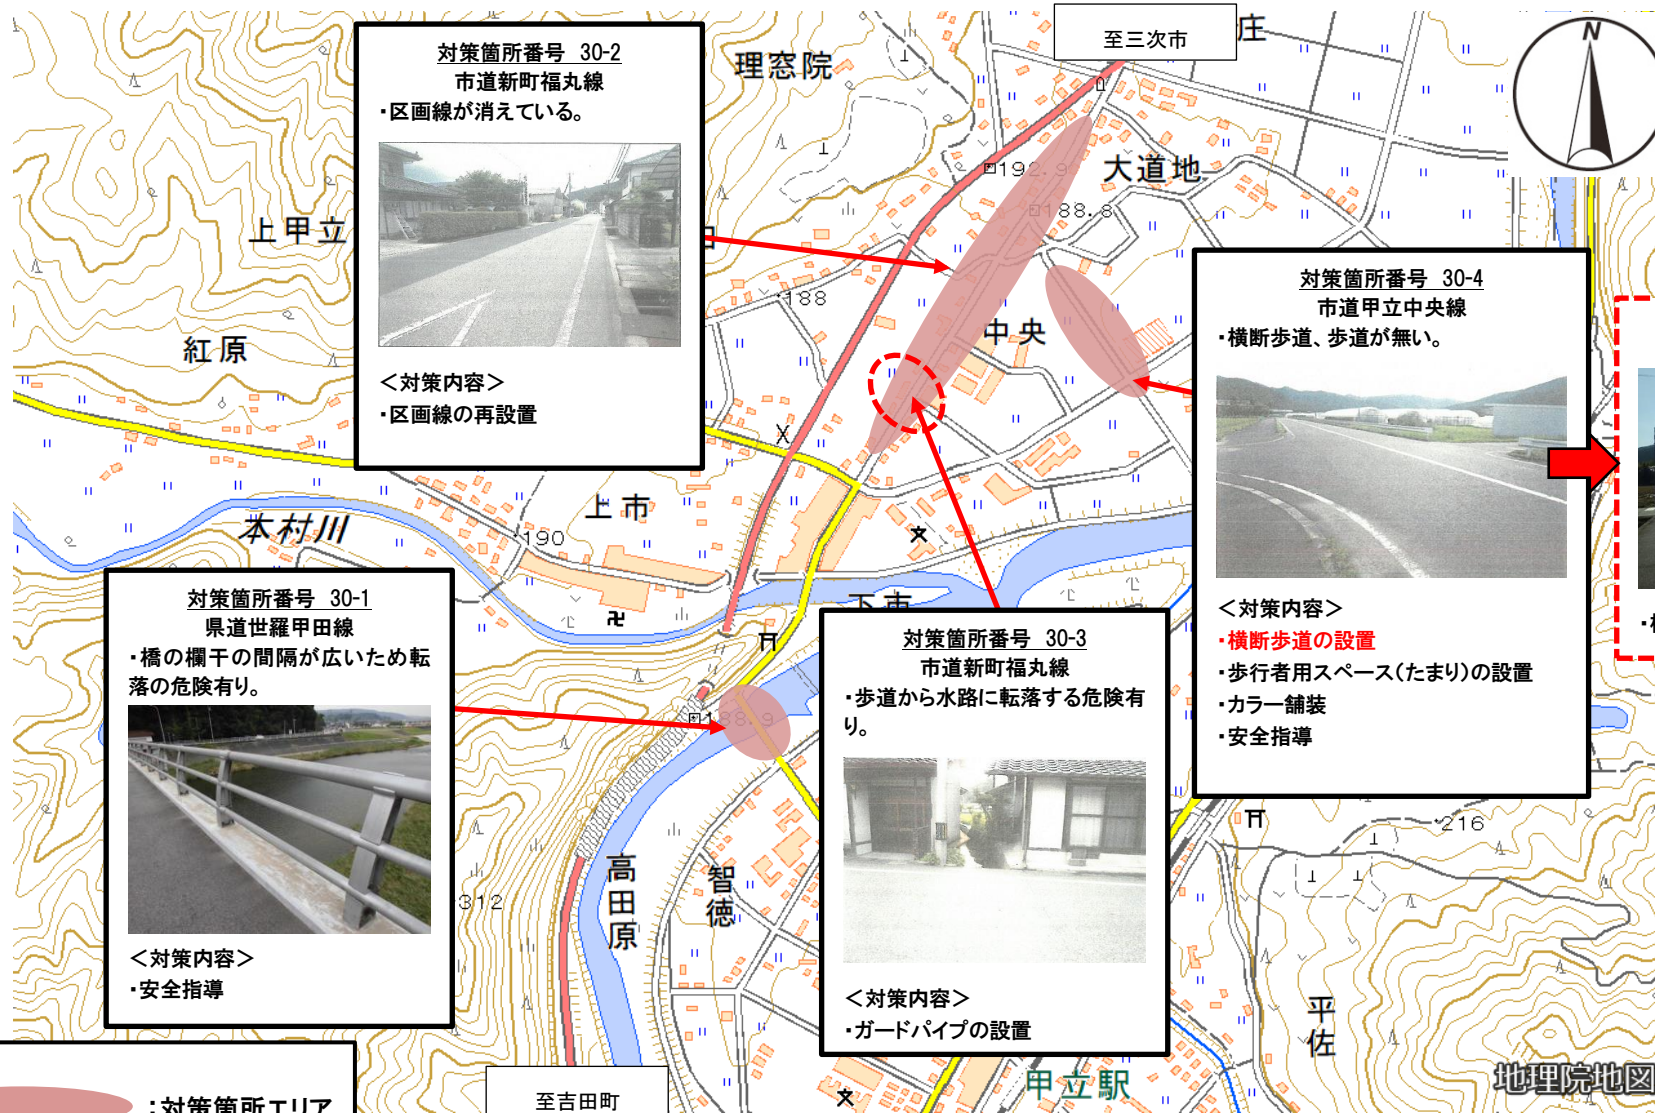 対策箇所番号 30-2
市道新町福丸線
・区画線が消えている。
＜対策内容＞
・区画線の再設置
至三次市
庄
N
理窓院
192.9
大道地
188.8
上甲立
188
中央
紅原
対策箇所番号 30-4
市道甲立中央線
・横断歩道、歩道が無い。
＜対策内容＞
・横断歩道の設置
・歩行者用スペース(たまり)の設置
・カラー舗装
・安全指導
上市
本村川
190
下市
対策箇所番号 30-1
県道世羅甲田線
・橋の欄干の間隔が広いため転
落の危険有り。
＜対策内容＞
・安全指導
188.9
対策箇所番号 30-3
市道新町福丸線
・歩道から水路に転落する危険有
り。
＜対策内容＞
・ガードパイプの設置
312
高田原
智徳
216
平佐
甲立駅
至吉田町
:対策箇所エリア
地理院地図